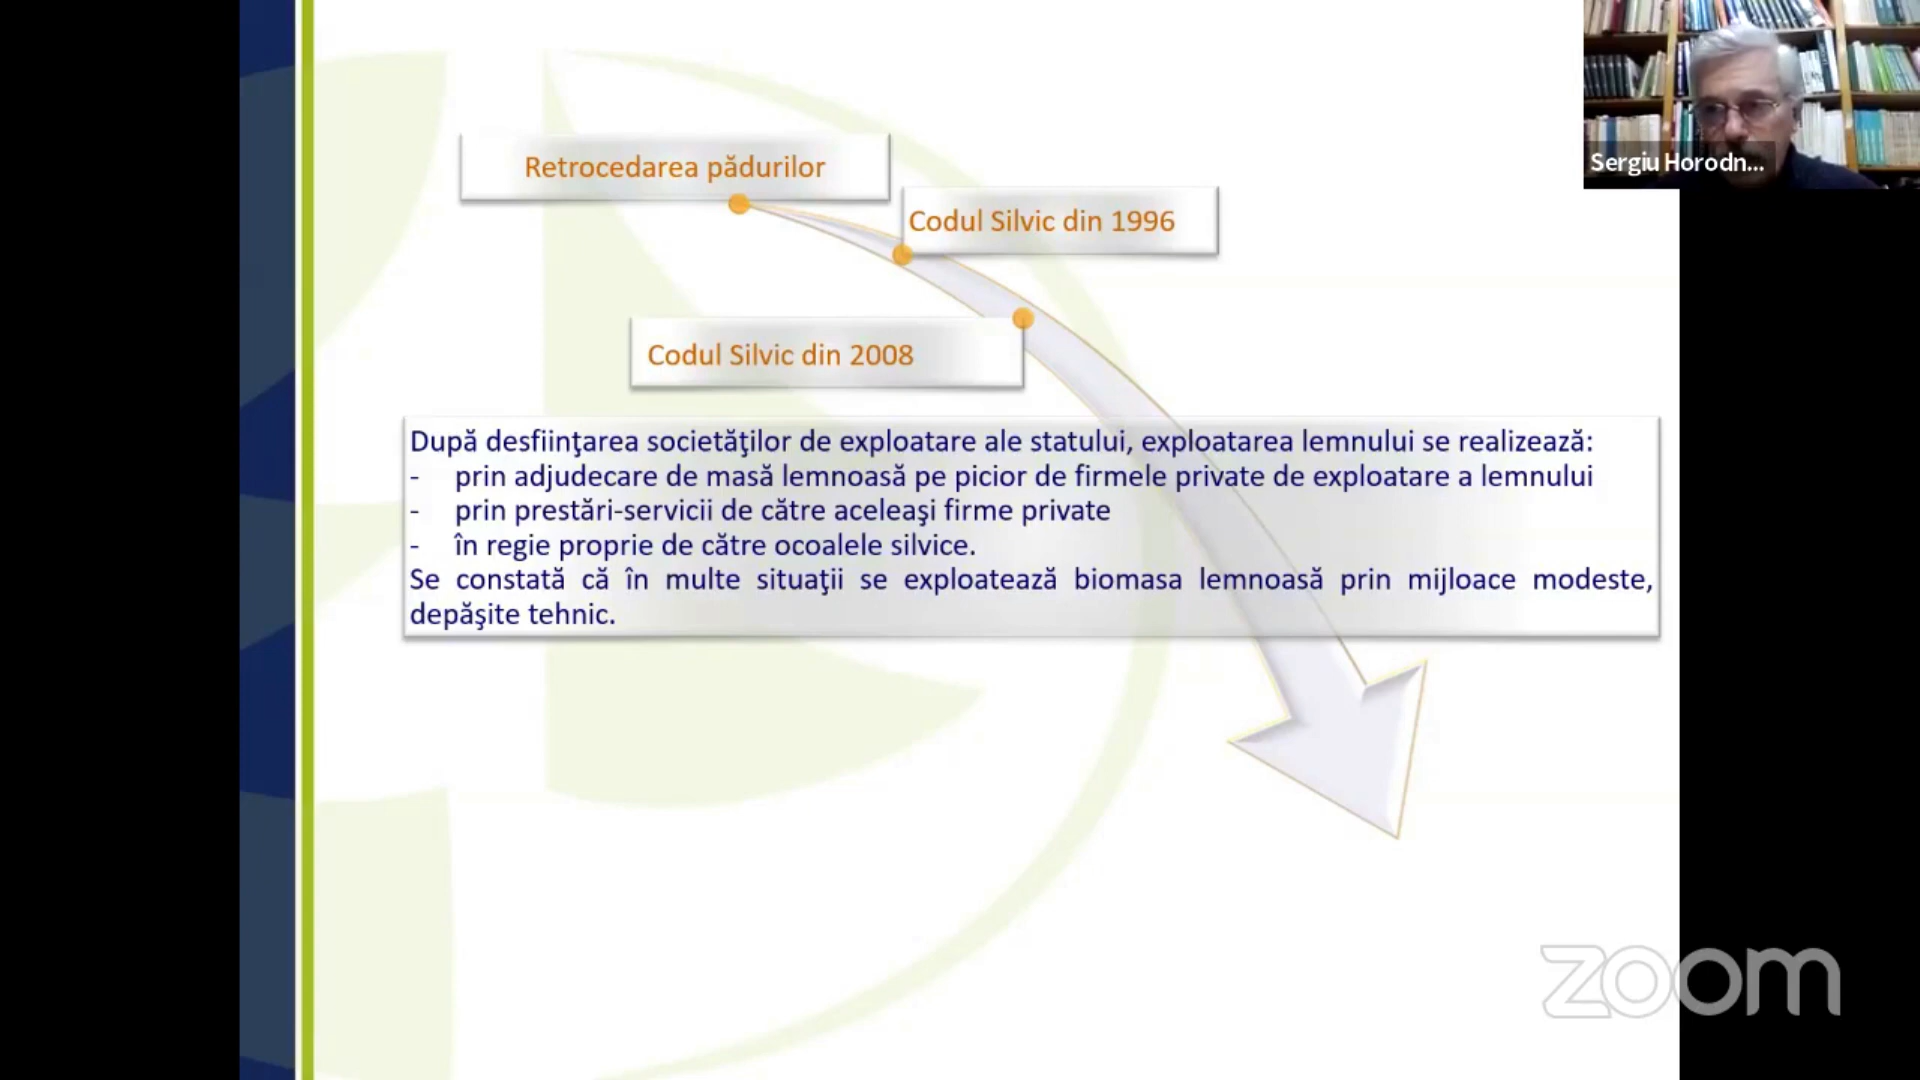 Retrocedarea pădurilor
Codul Silvic din 1996
Codul Silvic din 2008
După desfiinţarea societăţilor de exploatare ale statului, exploatarea lemnului se realizează:
- prin adjudecare de masă lemnoasă pe picior de firmele private de exploatare a lemnului
- prin prestări-servicii de către aceleaşi firme private
- în regie proprie de către ocoalele silvice.
Se constată că în multe situaţii se exploatează biomasa lemnoasă prin mijloace modeste,
depăşite tehnic.
Sergiu Horodn...
zoom